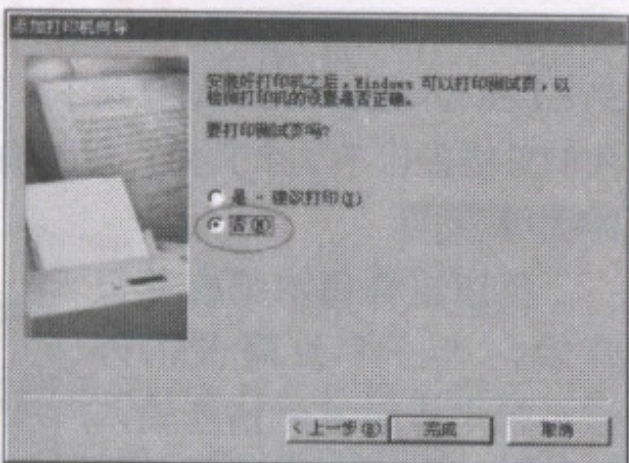 添加打印机向导
安装好打印机之后，Windows 可以打印测试页，以
检测打印机的设置是否正确。
要打印测试页吗?
是 - 建议打印(Y)
否(N)
< 上一步(B)
完成
取消